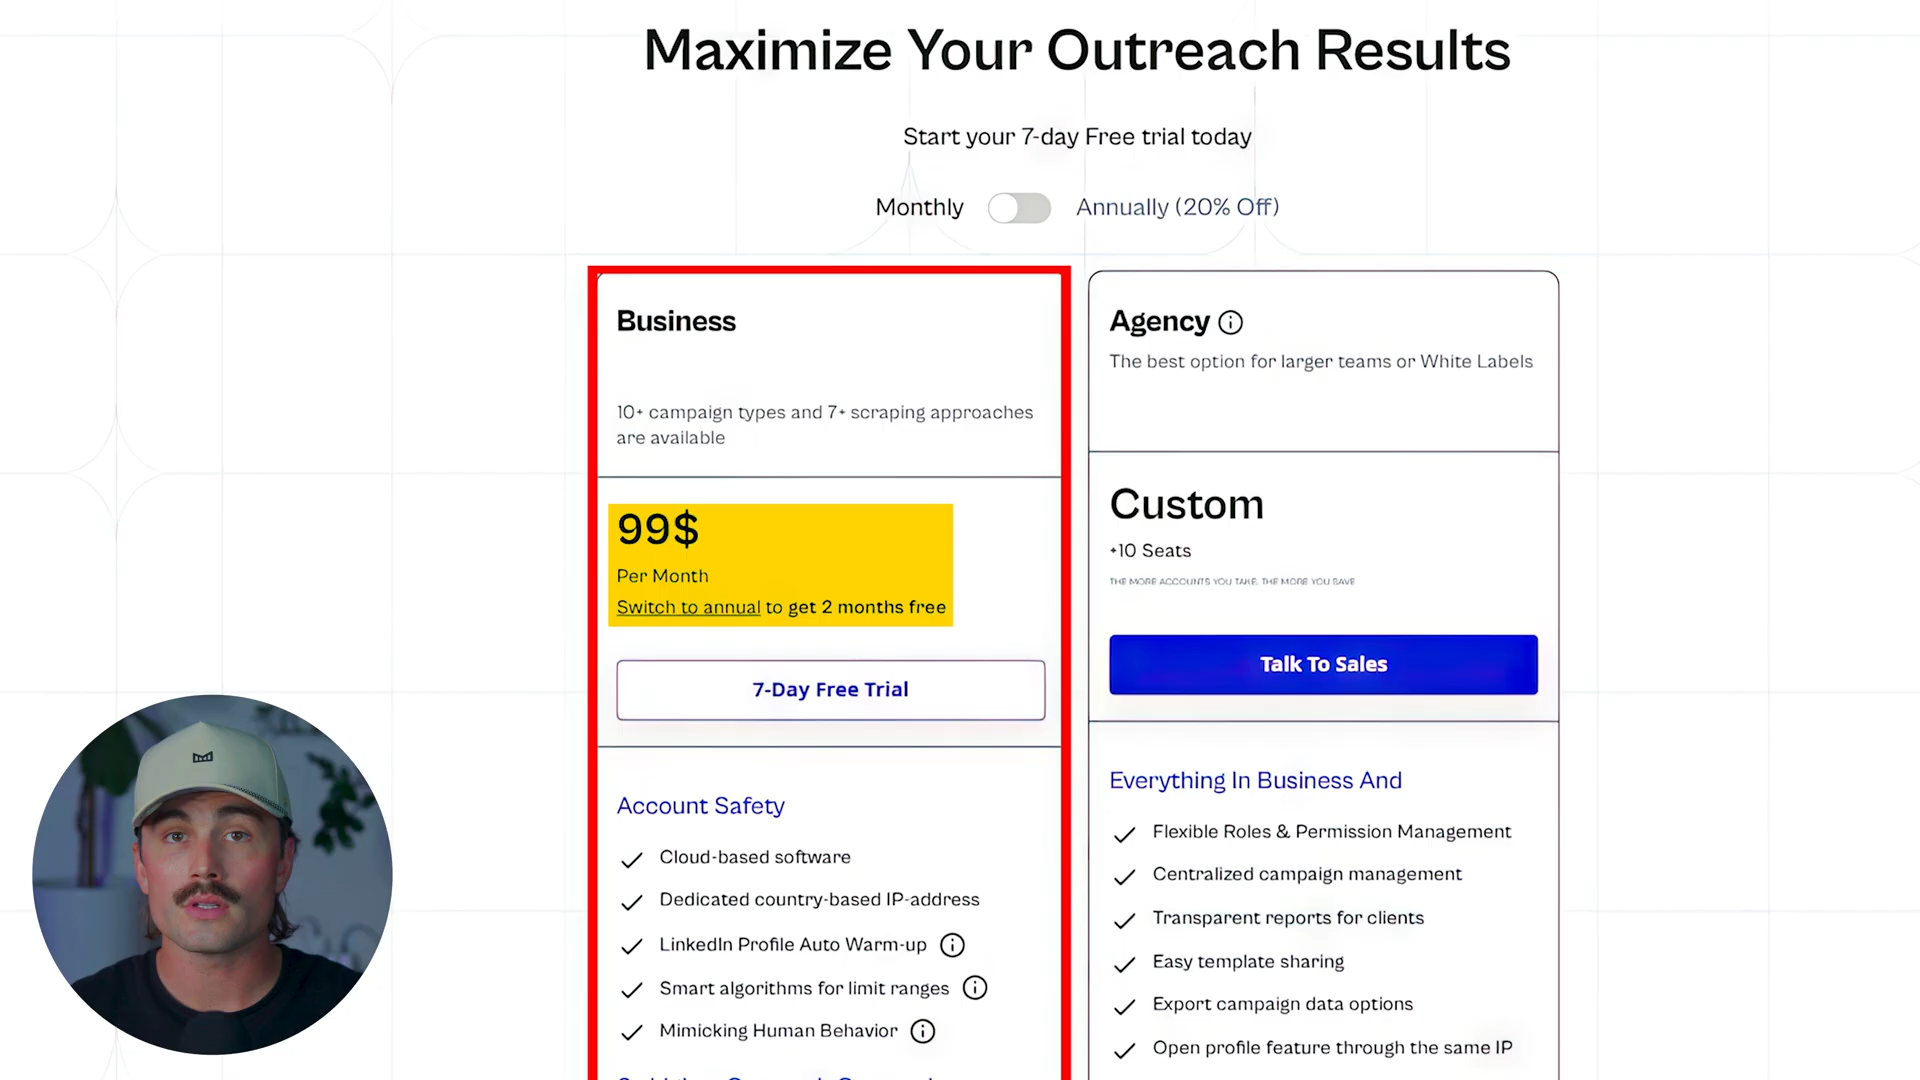 Maximize Your Outreach Results
Start your 7-day Free trial today
Monthly
Annually (20% Off)
Business
10+ campaign types and 7+ scraping approaches
are available
99$
Per Month
Switch to annual to get 2 months free
7-Day Free Trial
Account Safety
Cloud-based software
Dedicated country-based IP-address
LinkedIn Profile Auto Warm-up
Smart algorithms for limit ranges
Mimicking Human Behavior
Agency
The best option for larger teams or White Labels
Custom
+10 Seats
THE MORE ACCOUNTS YOU TAKE, THE MORE YOU SAVE
Talk To Sales
Everything In Business And
Flexible Roles & Permission Management
Centralized campaign management
Transparent reports for clients
Easy template sharing
Export campaign data options
Open profile feature through the same IP